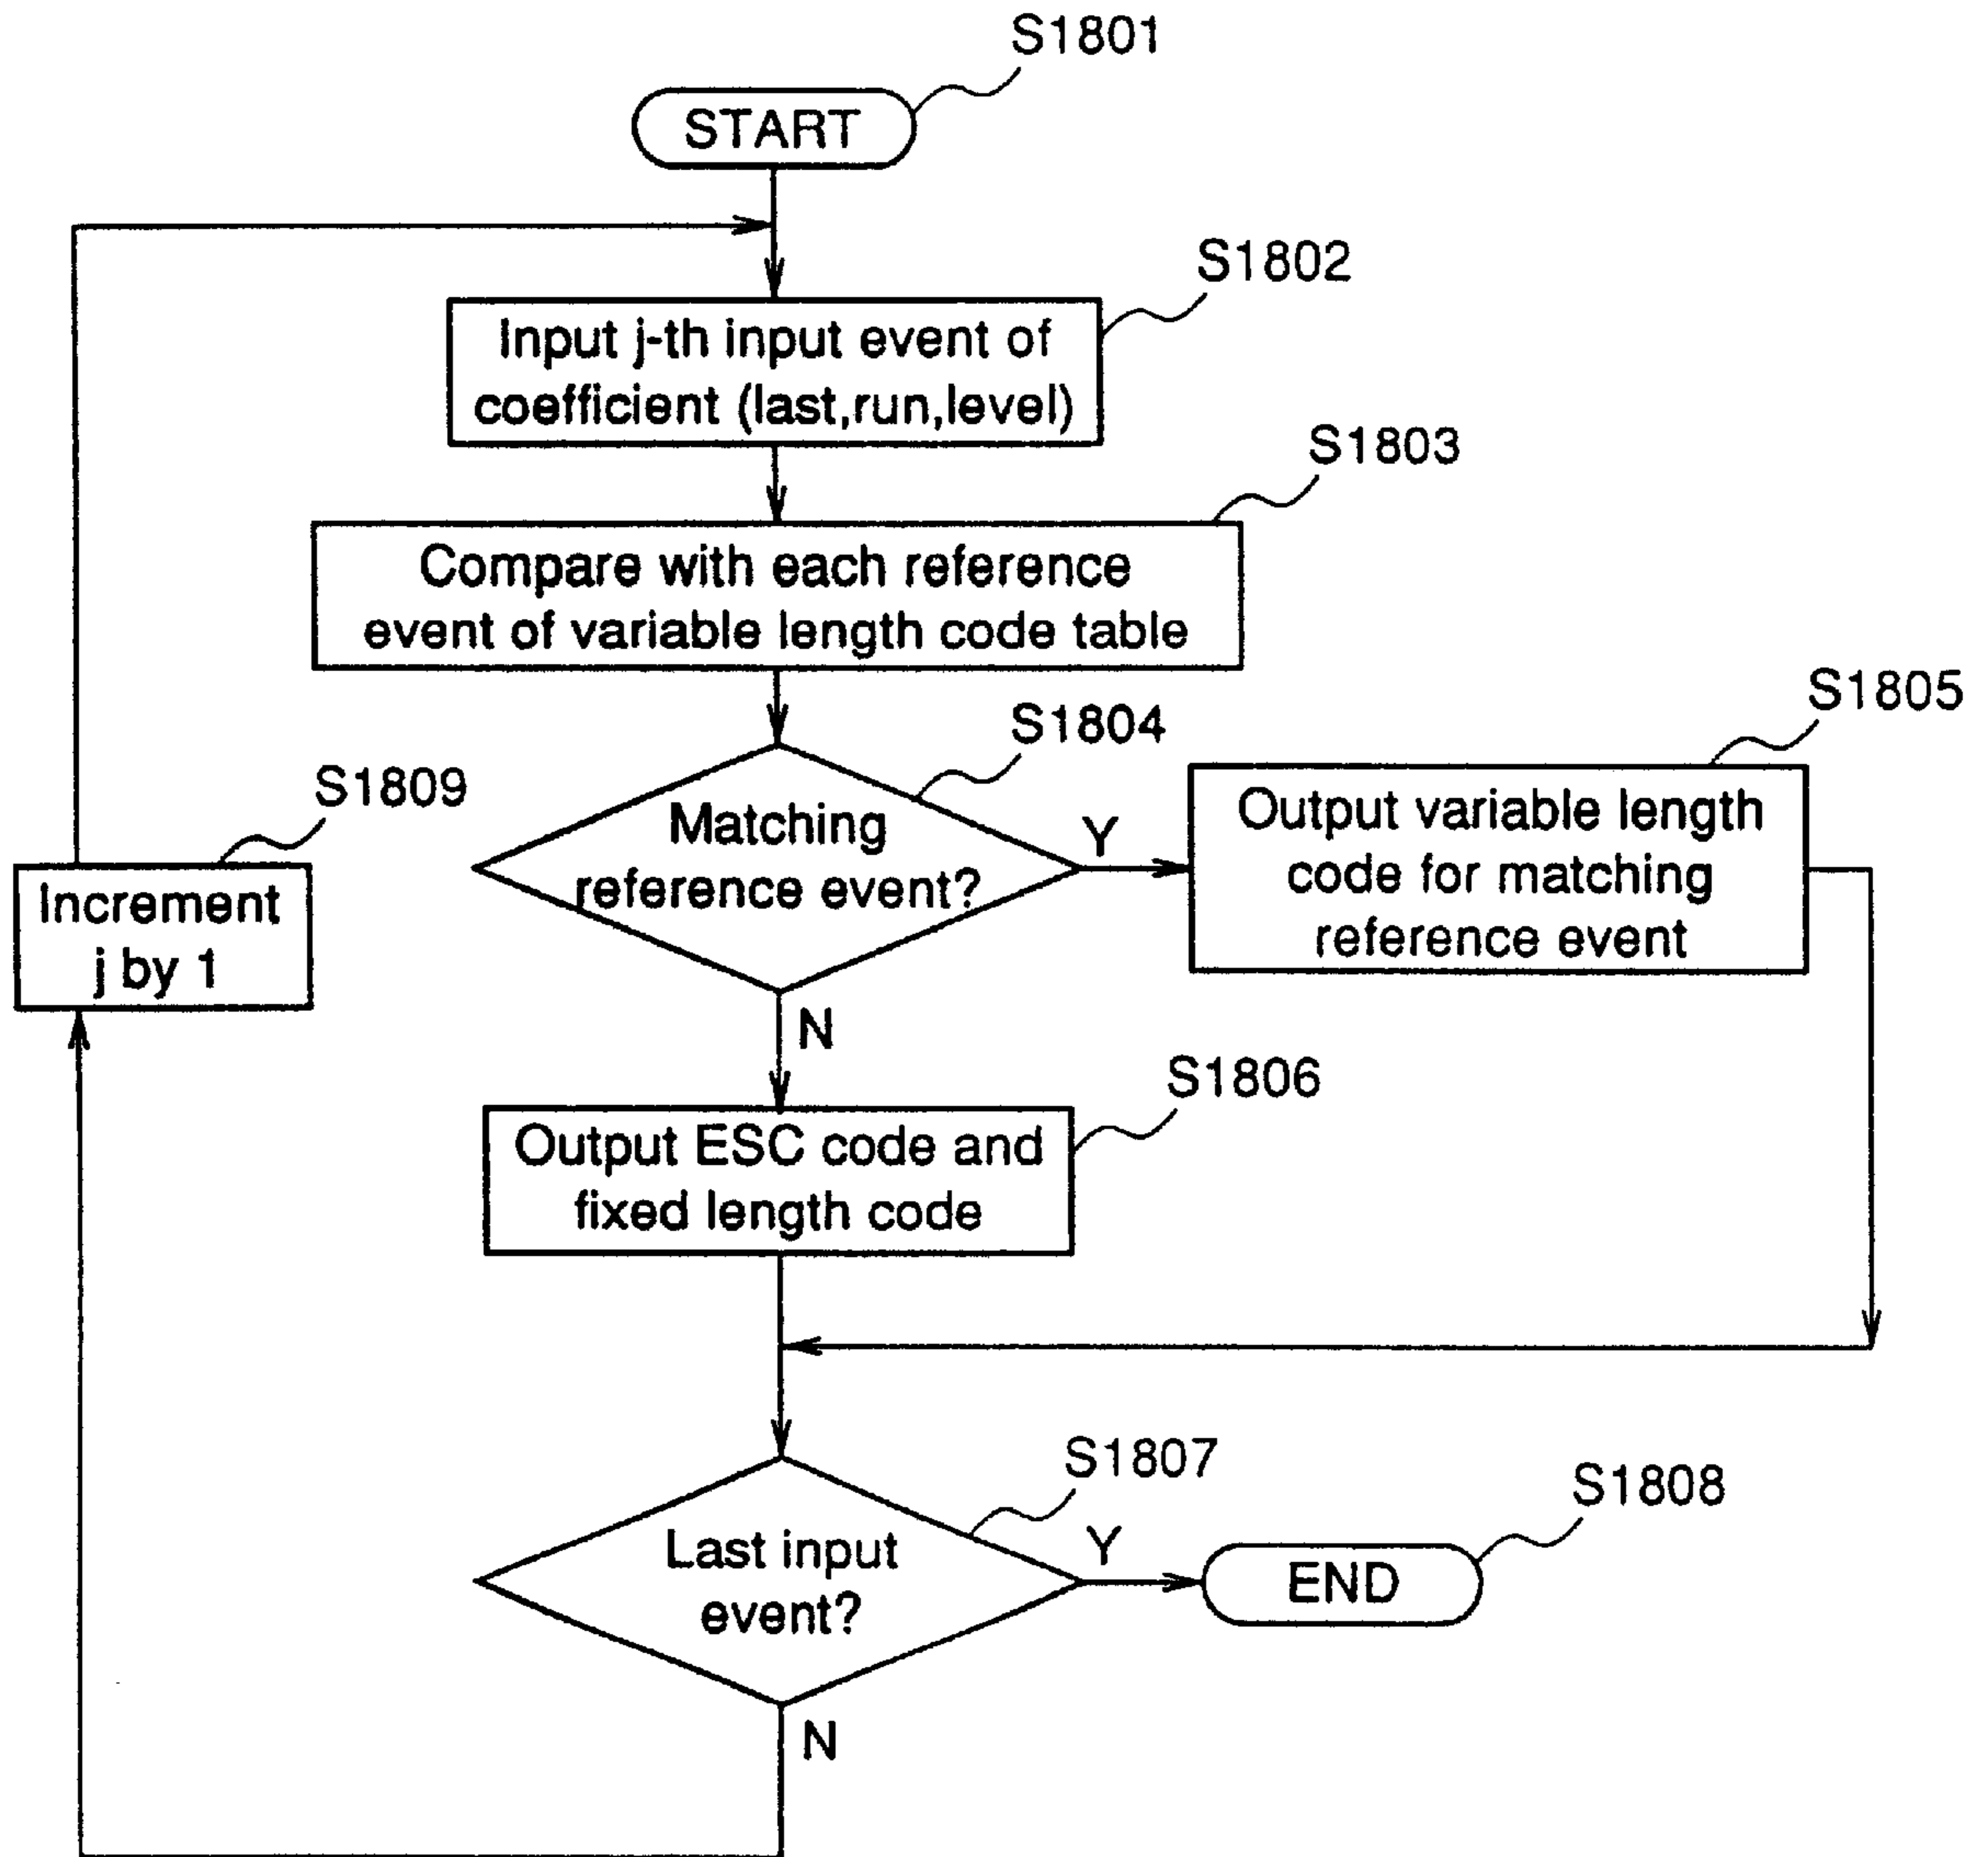 S1801
START
S1802
Input j-th input event of
coefficient (last,run,level)
S1803
Compare with each reference
event of variable length code table
S1804
Matching
reference event?
Y
N
S1805
Output variable length
code for matching
reference event
S1809
Increment
j by 1
S1806
Output ESC code and
fixed length code
S1807
Last input
event?
Y
N
S1808
END